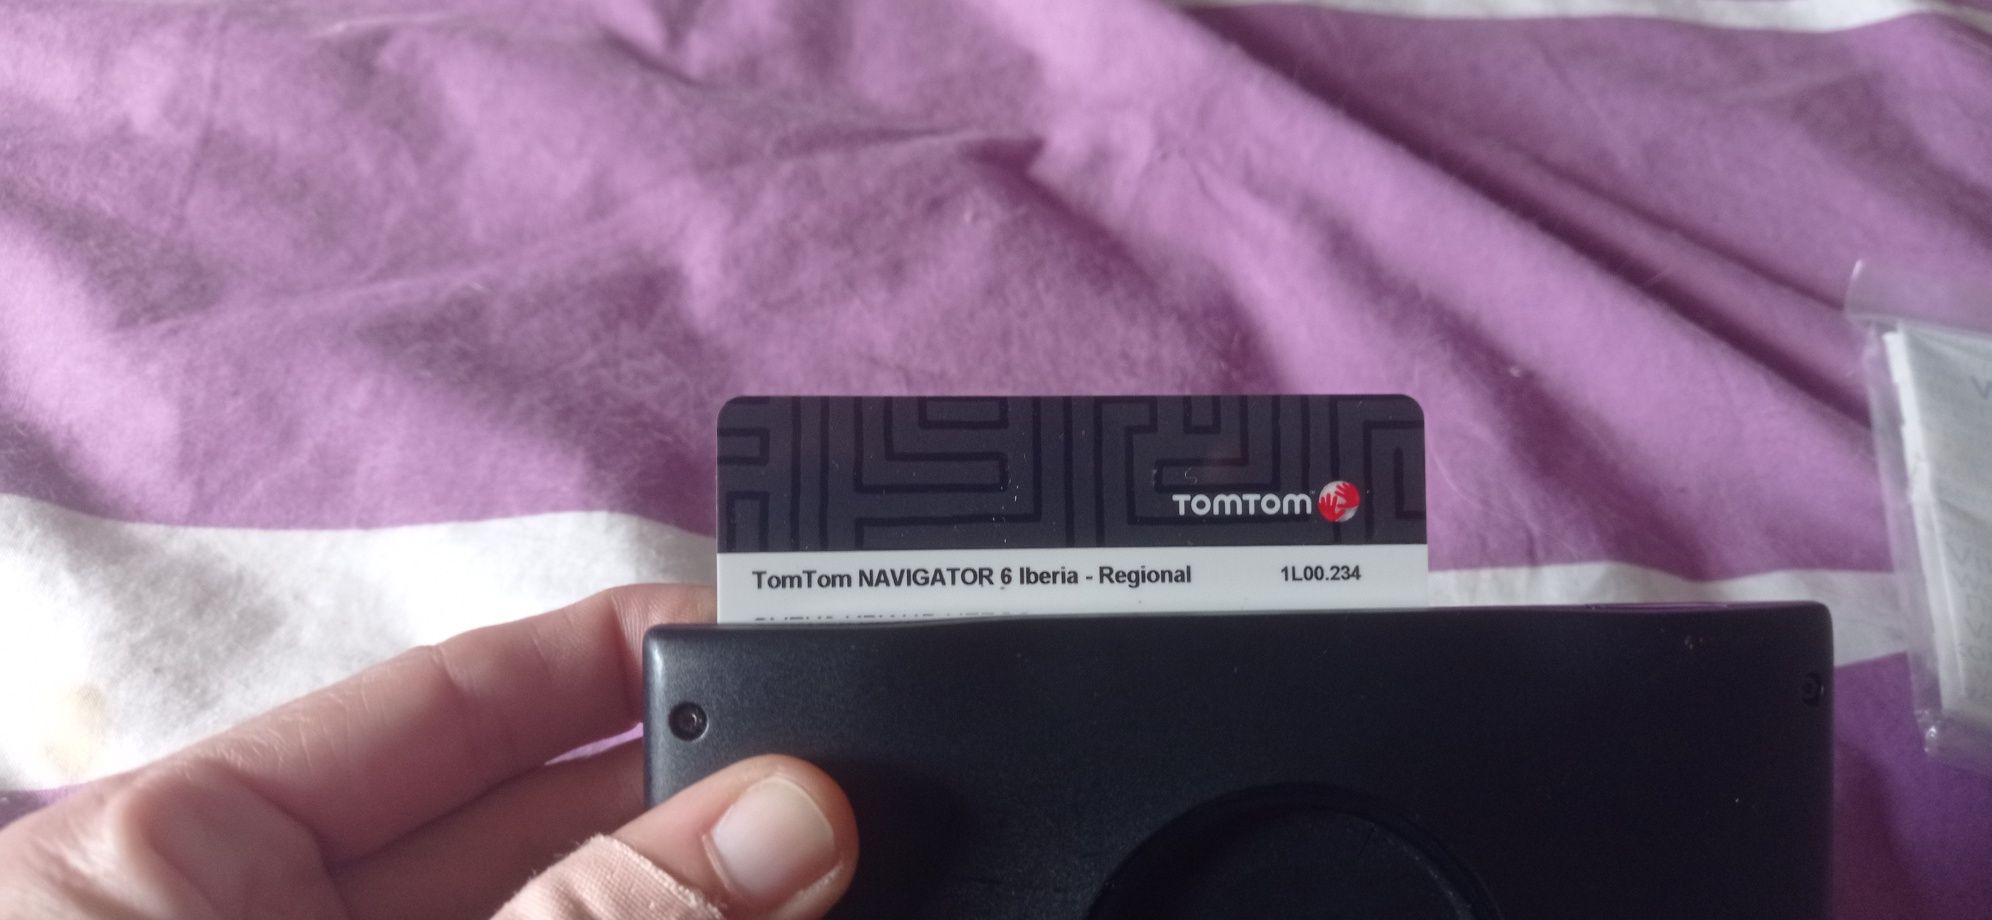 TOMTOM
TomTom NAVIGATOR 6 Iberia - Regional 1L00.234